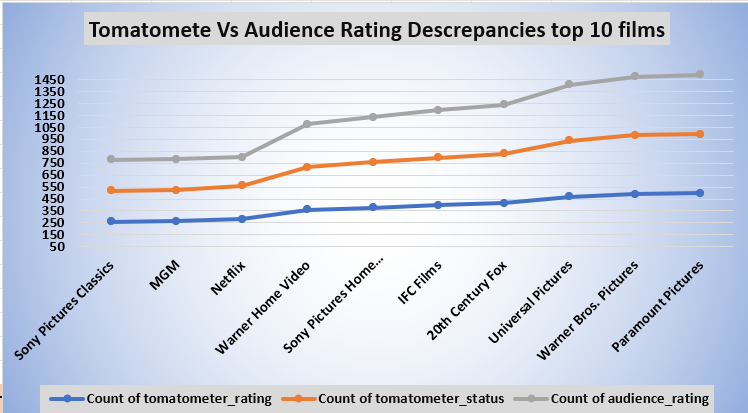 Tomatomete Vs Audience Rating Descrepancies top 10 films
1450
1350
1250
1150
1050
950
850
750
650
550
450
350
250
150
50
Sony Pictures Classics
MGM
Netflix
Warner Home Video
Sony Pictures Home...
IFC Films
20th Century Fox
Universal Pictures
Warner Bros. Pictures
Paramount Pictures
Count of tomatometer_rating
Count of tomatometer_status
Count of audience_rating